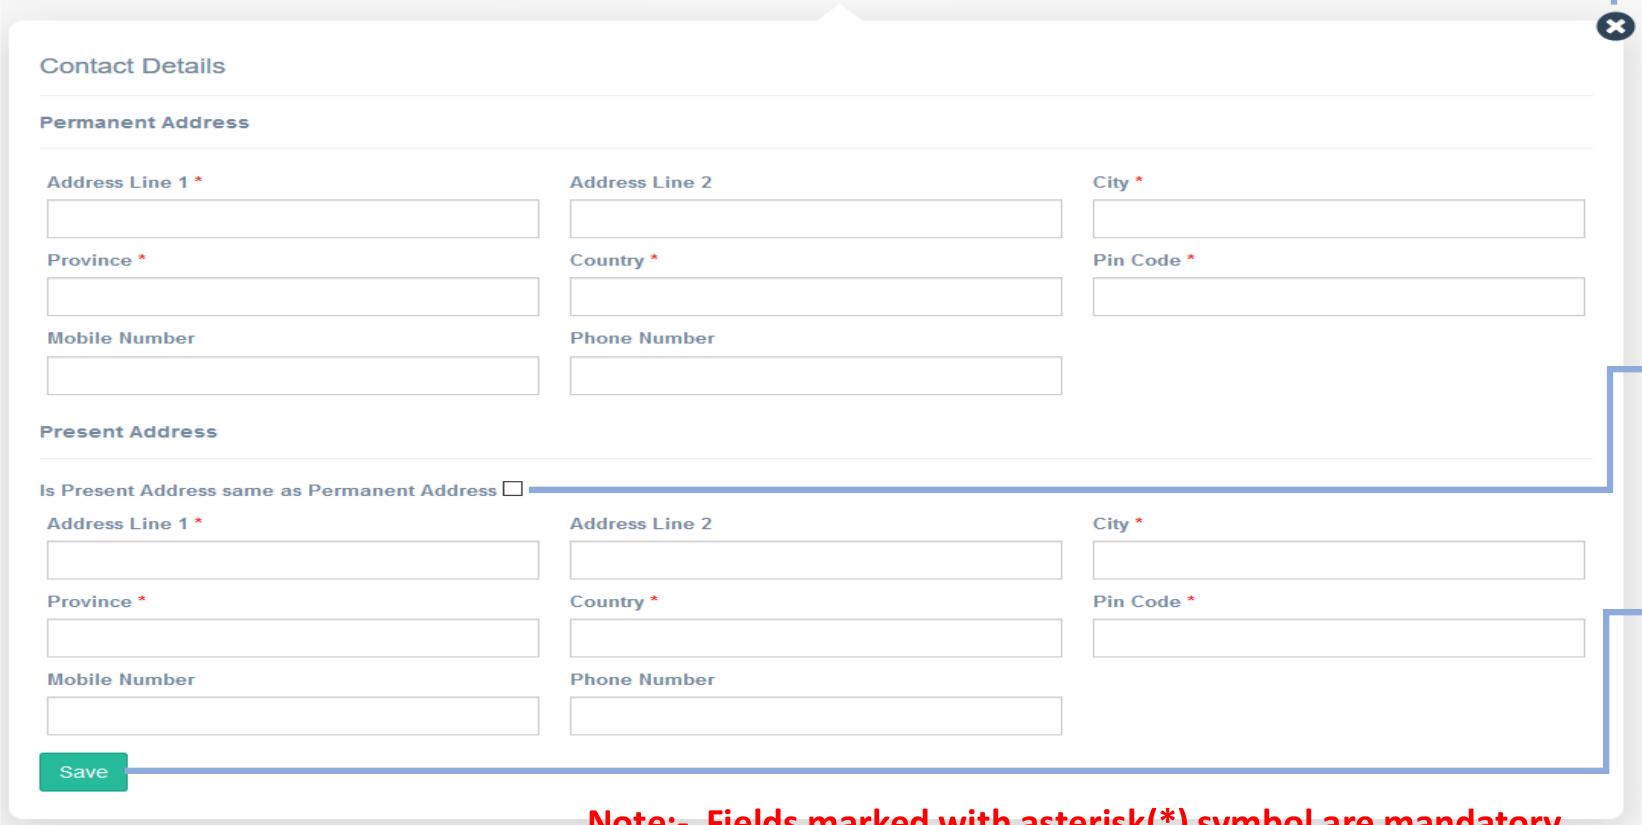 Contact Details
Permanent Address
Address Line 1 * Address Line 2 City *
Province * Country * Pin Code *
Mobile Number Phone Number
Present Address
Is Present Address same as Permanent Address
Address Line 1 * Address Line 2 City *
Province * Country * Pin Code *
Mobile Number Phone Number
Save
Note:- Fields marked with asterisk(*) symbol are mandatory